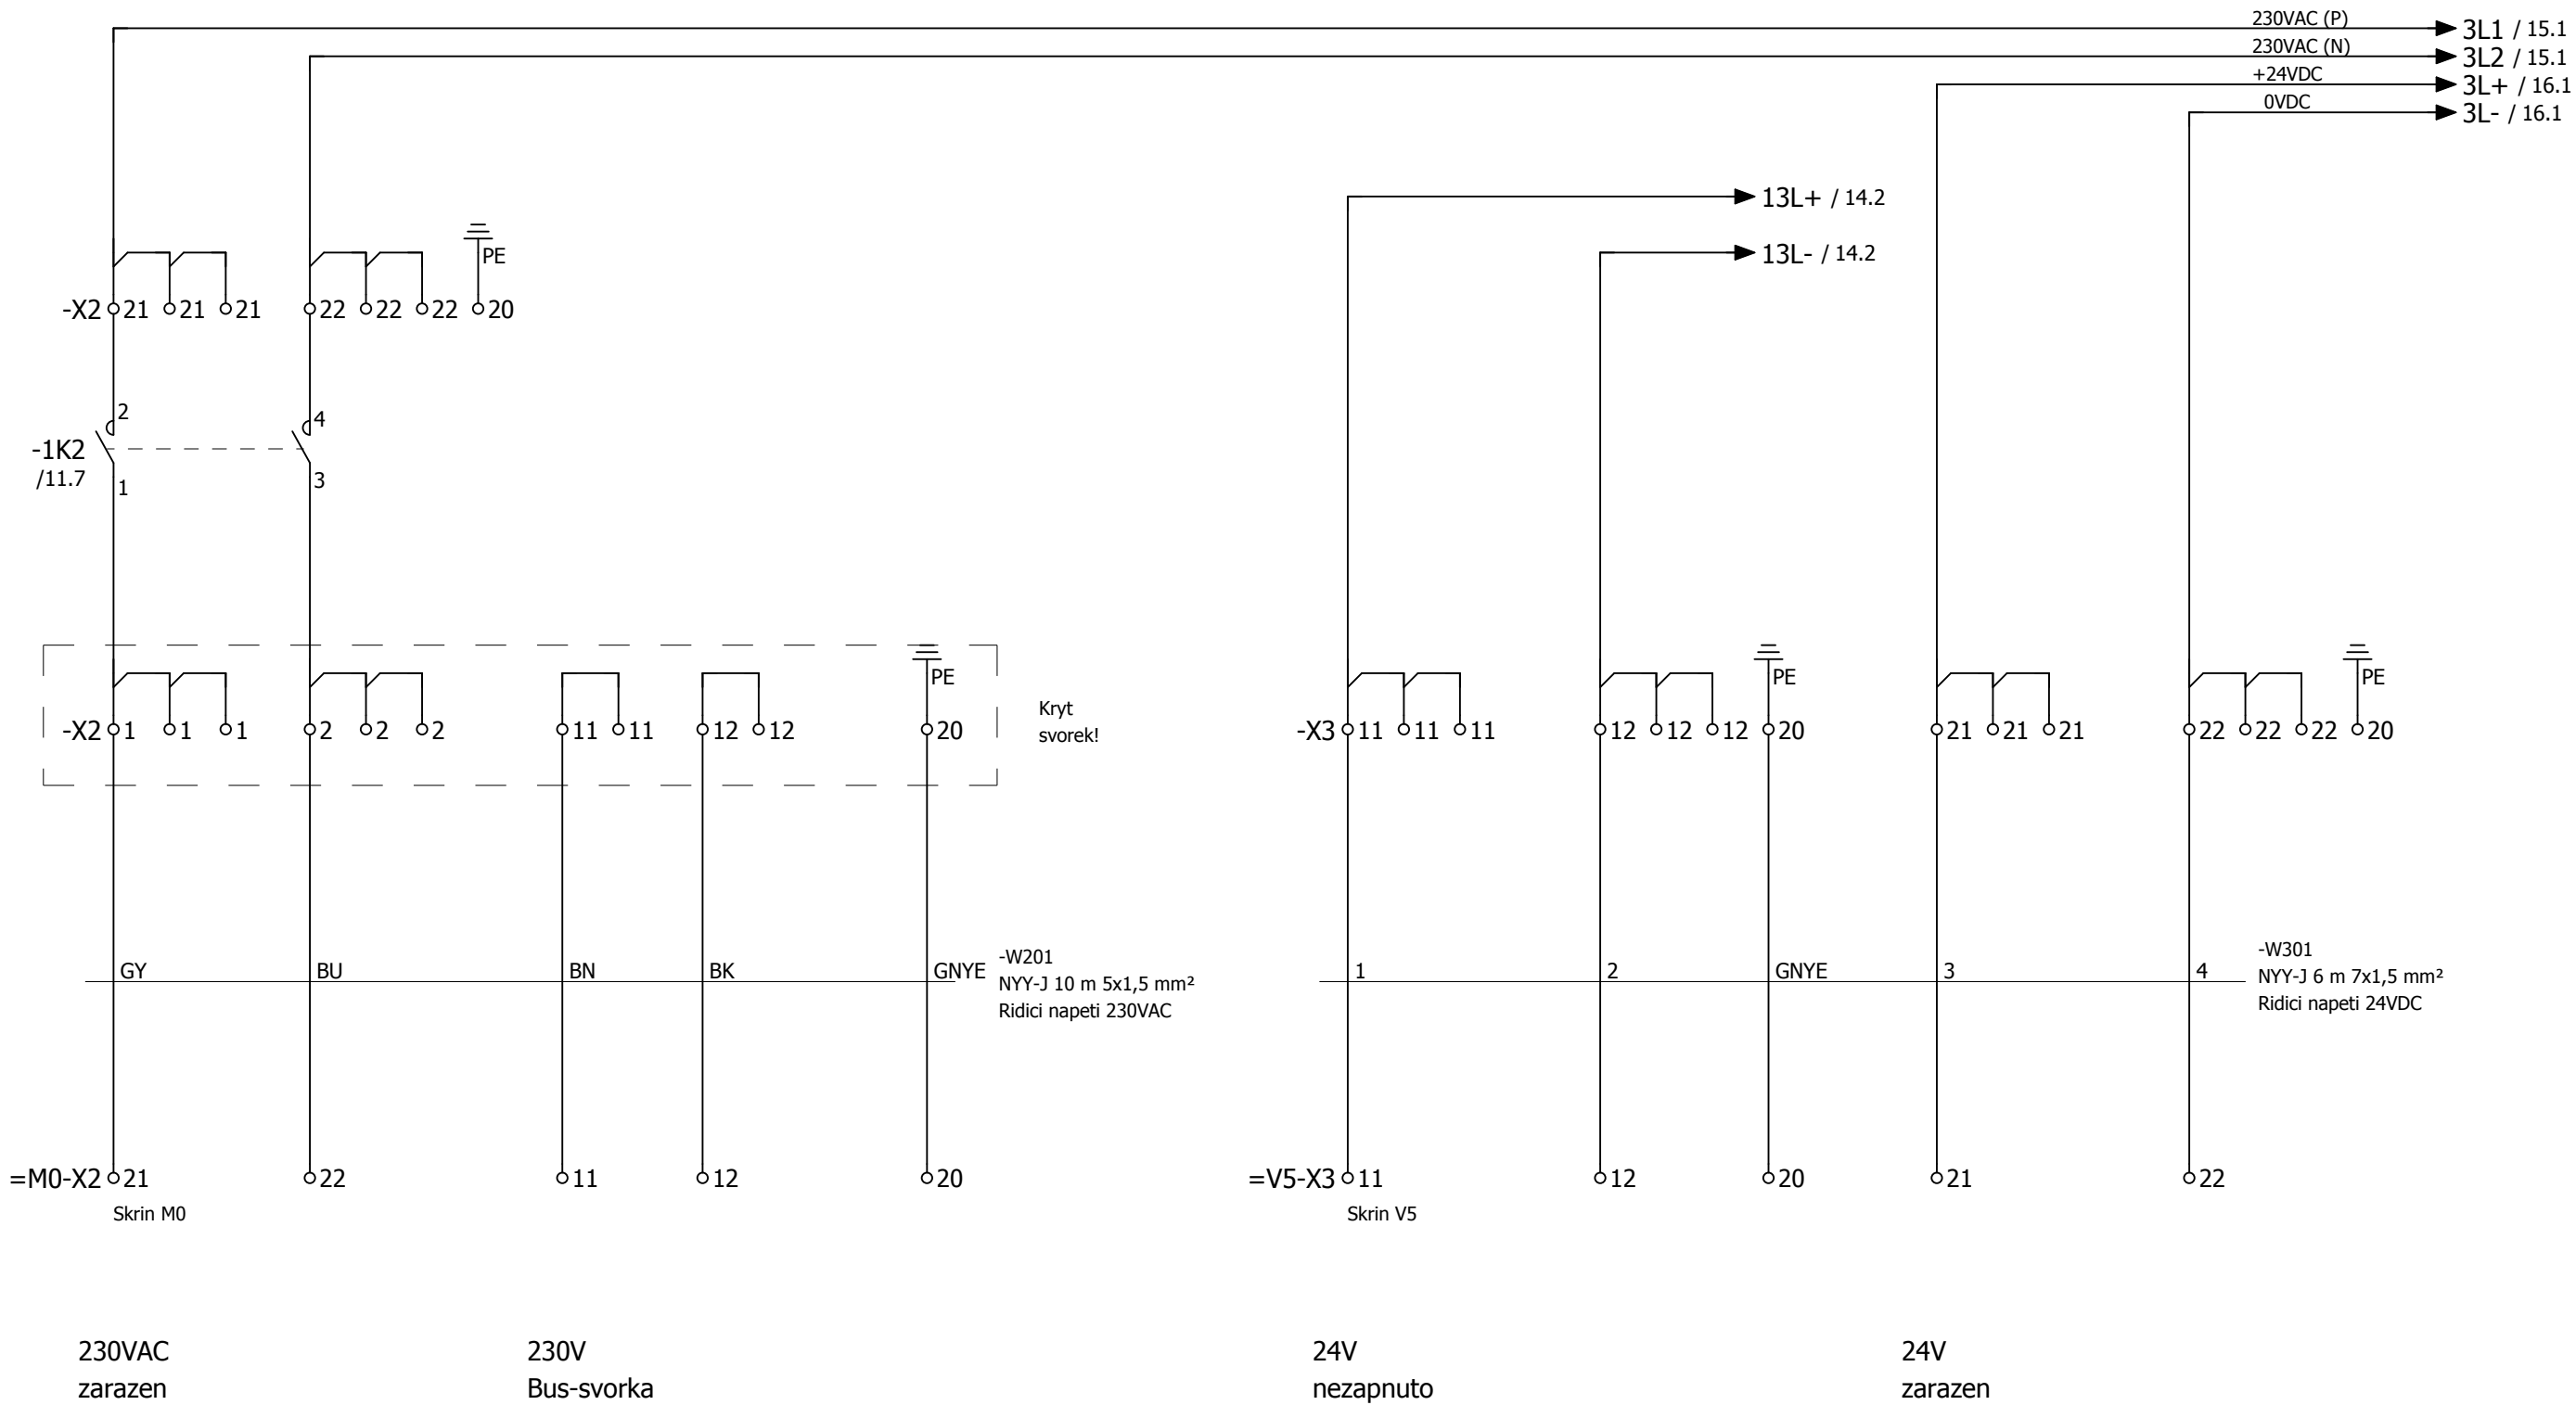 230VAC (P)
3L1 / 15.1
230VAC (N)
3L2 / 15.1
+24VDC
3L+ / 16.1
0VDC
3L- / 16.1
13L+ / 14.2
13L- / 14.2
PE
-X2 21 21 21 22 22 22 20
2 4
-1K2
/11.7
1 3
PE PE PE
-X2 1 1 1 2 2 2 11 11 12 12 20
Kryt
svorek!
-X3 11 11 11 12 12 12 20 21 21 21 22 22 22 20
GY BU BN BK GNYE
-W201
NYY-J 10 m 5x1,5 mm²
Ridici napeti 230VAC
1 2 GNYE 3 4
-W301
NYY-J 6 m 7x1,5 mm²
Ridici napeti 24VDC
=M0-X2 21 22 11 12 20
Skrin M0
=V5-X3 11 12 20 21 22
Skrin V5
230VAC
zarazen
230V
Bus-svorka
24V
nezapnuto
24V
zarazen